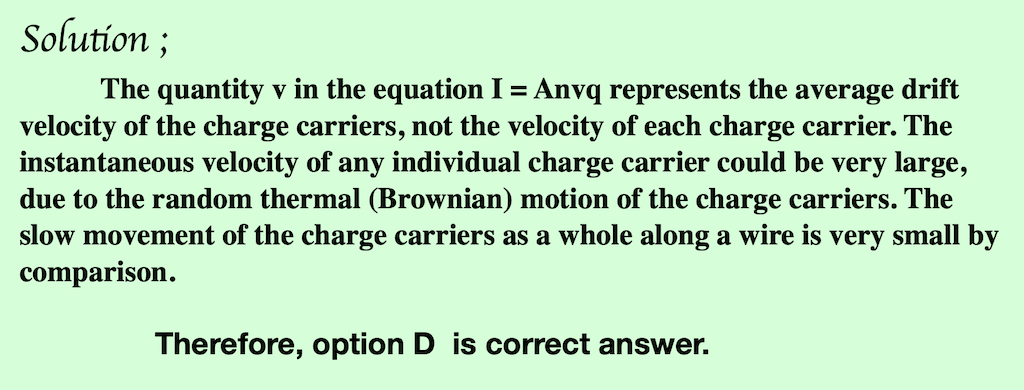 Solution ;
The quantity v in the equation I = Anvq represents the average drift
velocity of the charge carriers, not the velocity of each charge carrier. The
instantaneous velocity of any individual charge carrier could be very large,
due to the random thermal (Brownian) motion of the charge carriers. The
slow movement of the charge carriers as a whole along a wire is very small by
comparison.
Therefore, option D is correct answer.